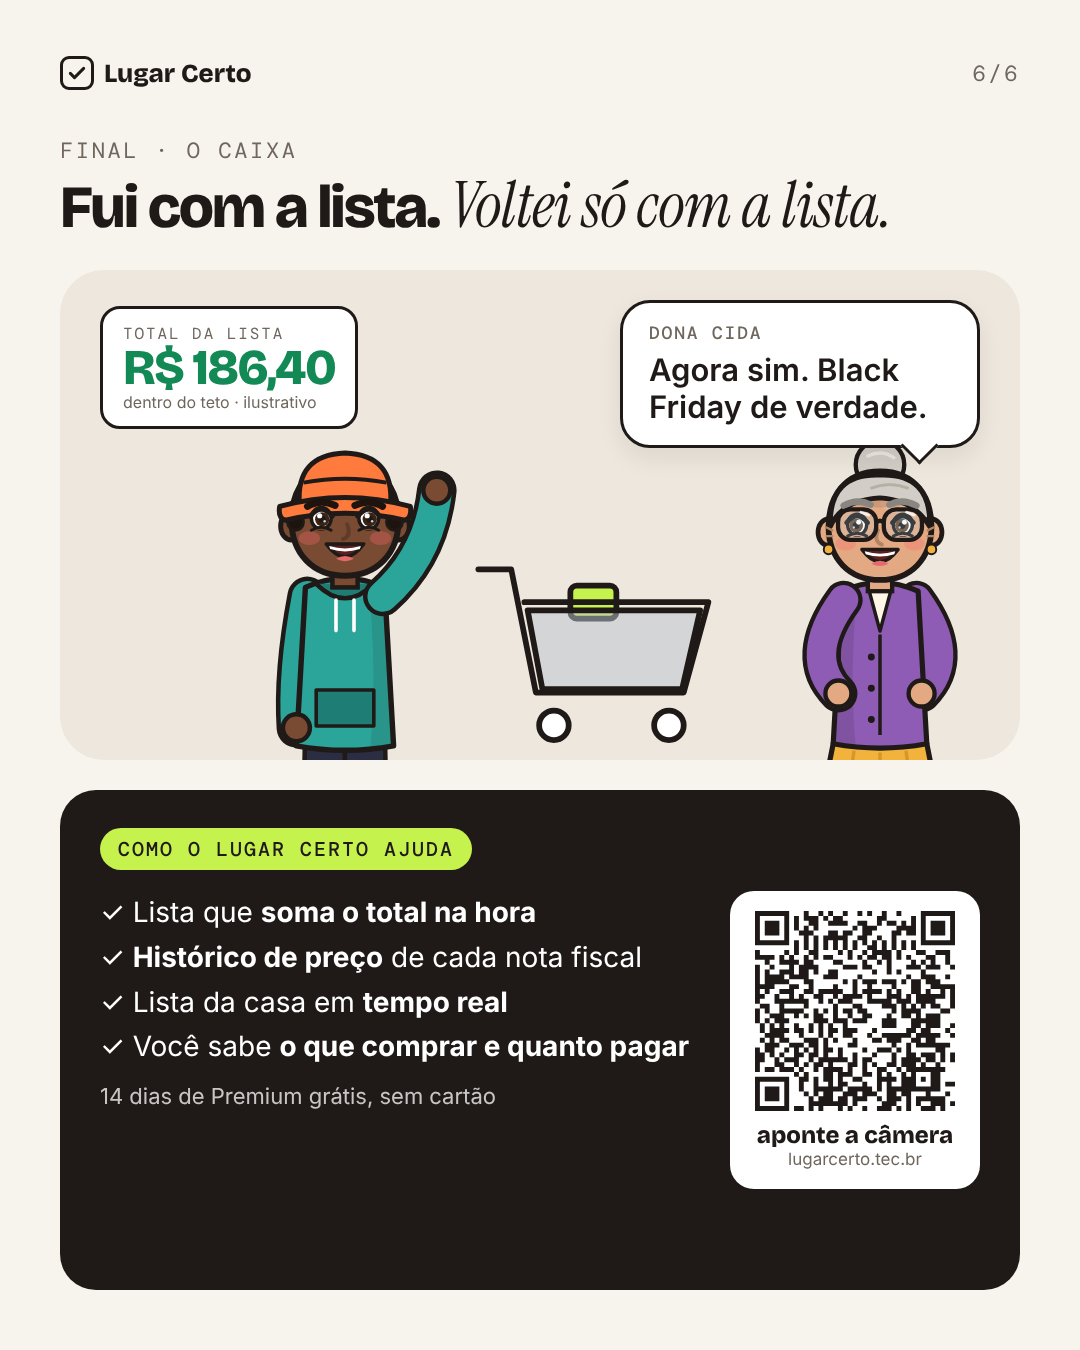 Lugar Certo
6/6
FINAL · O CAIXA
Fui com a lista. Voltei só com a lista.
TOTAL DA LISTA
R$ 186,40
dentro do teto · ilustrativo
DONA CIDA
Agora sim. Black
Friday de verdade.
COMO O LUGAR CERTO AJUDA
✓ Lista que soma o total na hora
✓ Histórico de preço de cada nota fiscal
✓ Lista da casa em tempo real
✓ Você sabe o que comprar e quanto pagar
14 dias de Premium grátis, sem cartão
aponte a câmera
lugarcerto.tec.br